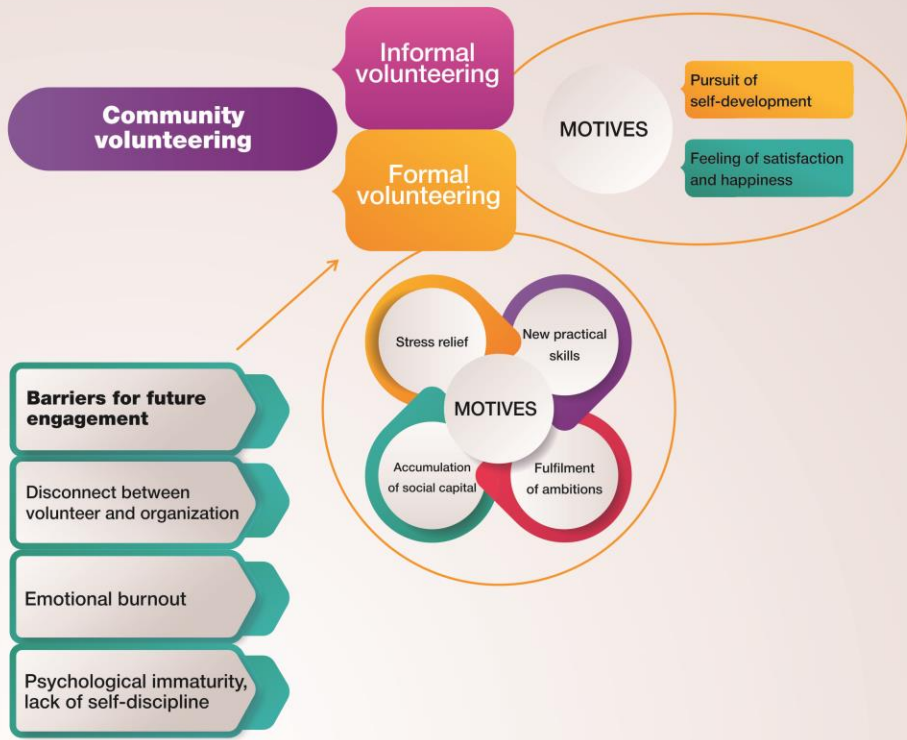 Community
volunteering
Informal
volunteering
Formal
volunteering
MOTIVES
Pursuit of
self-development
Feeling of satisfaction
and happiness
Stress relief
New practical
skills
MOTIVES
Accumulation
of social capital
Fulfilment
of ambitions
Barriers for future
engagement
Disconnect between
volunteer and organization
Emotional burnout
Psychological immaturity,
lack of self-discipline